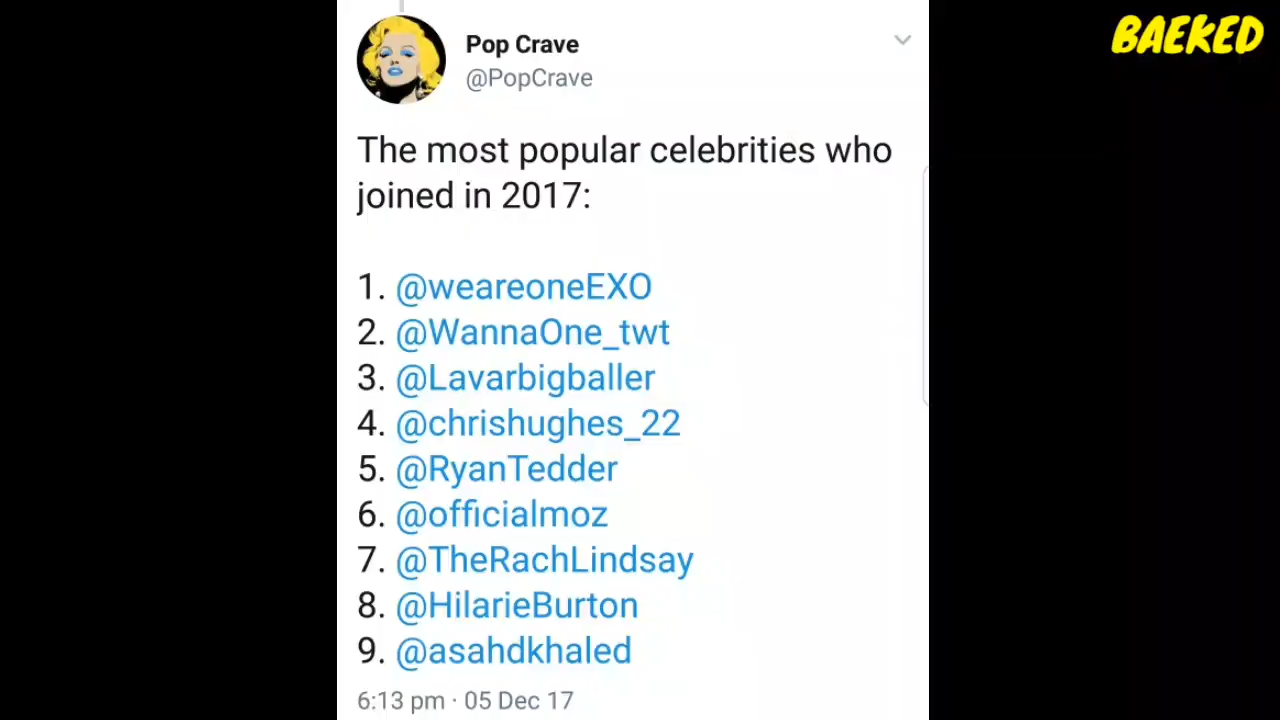 BAEKED
Pop Crave
@PopCrave
The most popular celebrities who
joined in 2017:
1. @weareoneEXO
2. @WannaOne_twt
3. @Lavarbigballer
4. @chrishughes_22
5. @RyanTedder
6. @officialmoz
7. @TheRachLindsay
8. @HilarieBurton
9. @asahdkhaled
6:13 pm · 05 Dec 17